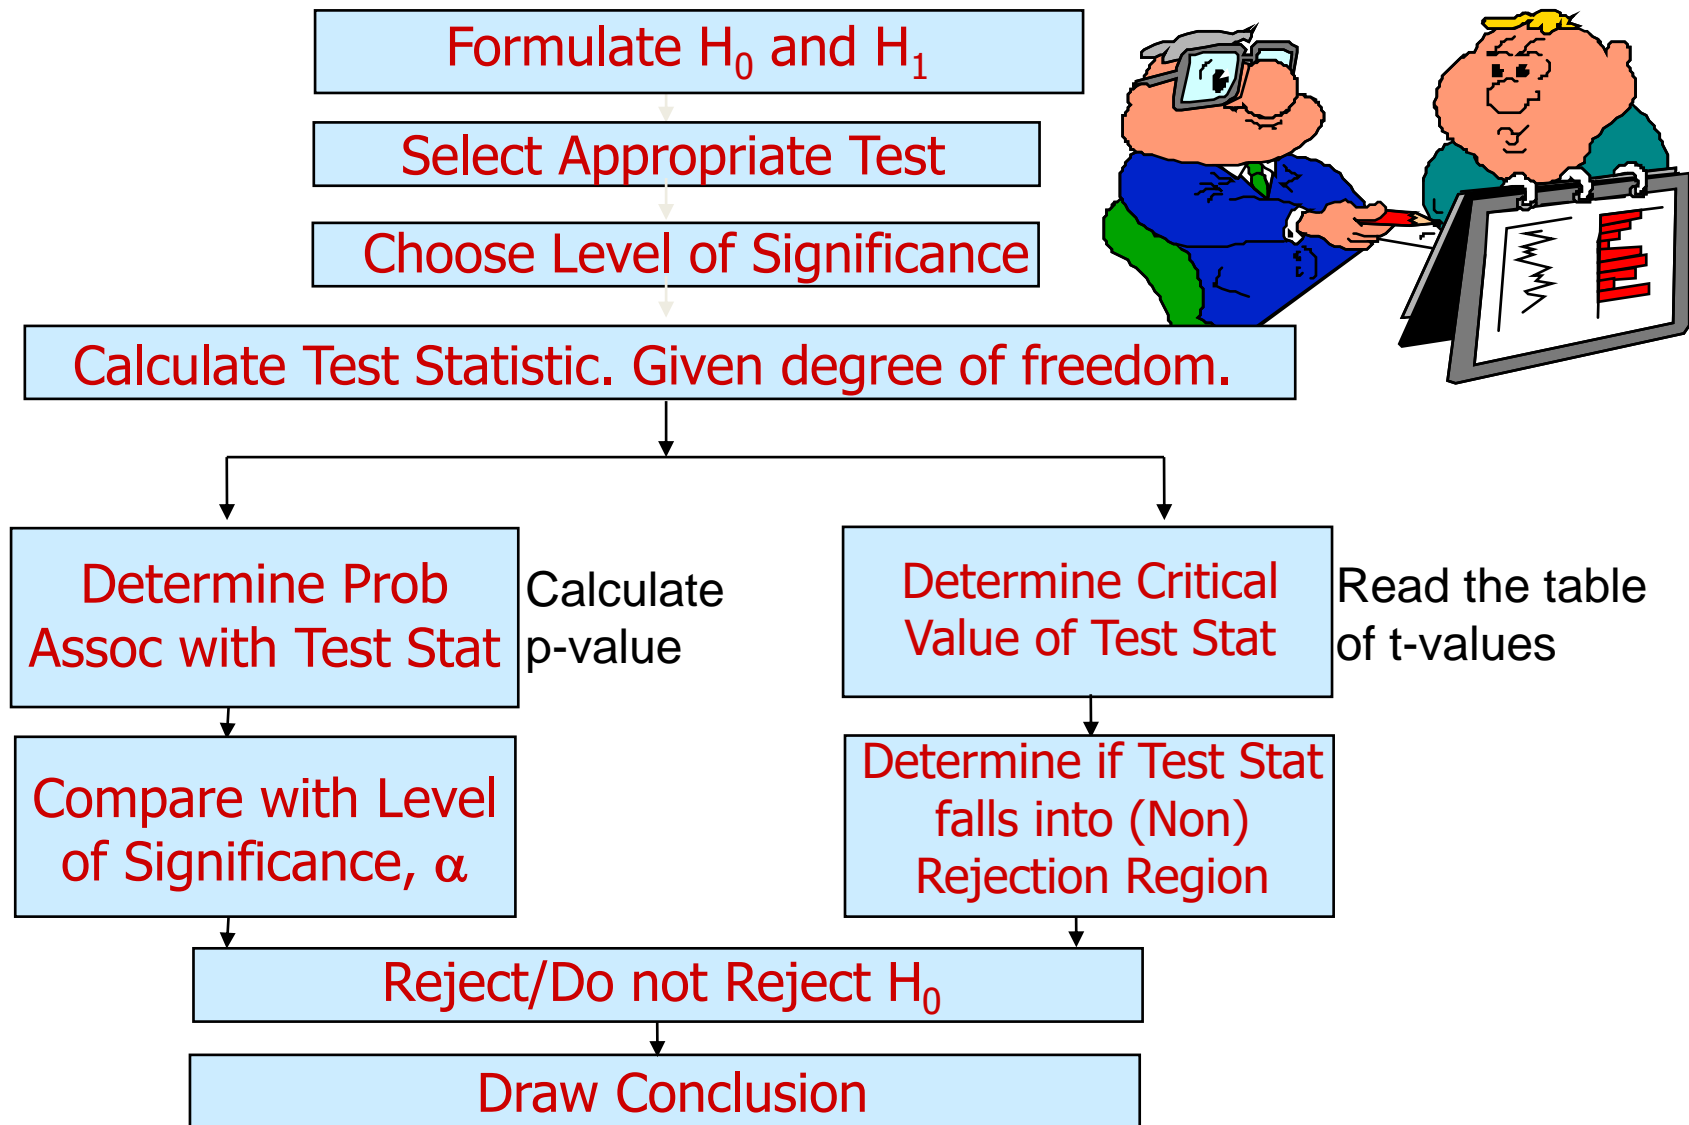 Formulate H₀ and H₁
Select Appropriate Test
Choose Level of Significance
Calculate Test Statistic. Given degree of freedom.
Determine Prob
Assoc with Test Stat
Calculate
p-value
Determine Critical
Value of Test Stat
Read the table
of t-values
Compare with Level
of Significance, α
Determine if Test Stat
falls into (Non)
Rejection Region
Reject/Do not Reject H₀
Draw Conclusion